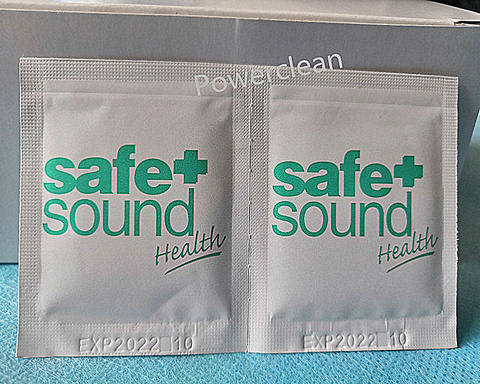 Powerclean
safe+
sound
Health
EXP2022 10
safe+
sound
Health
EXP2022 10